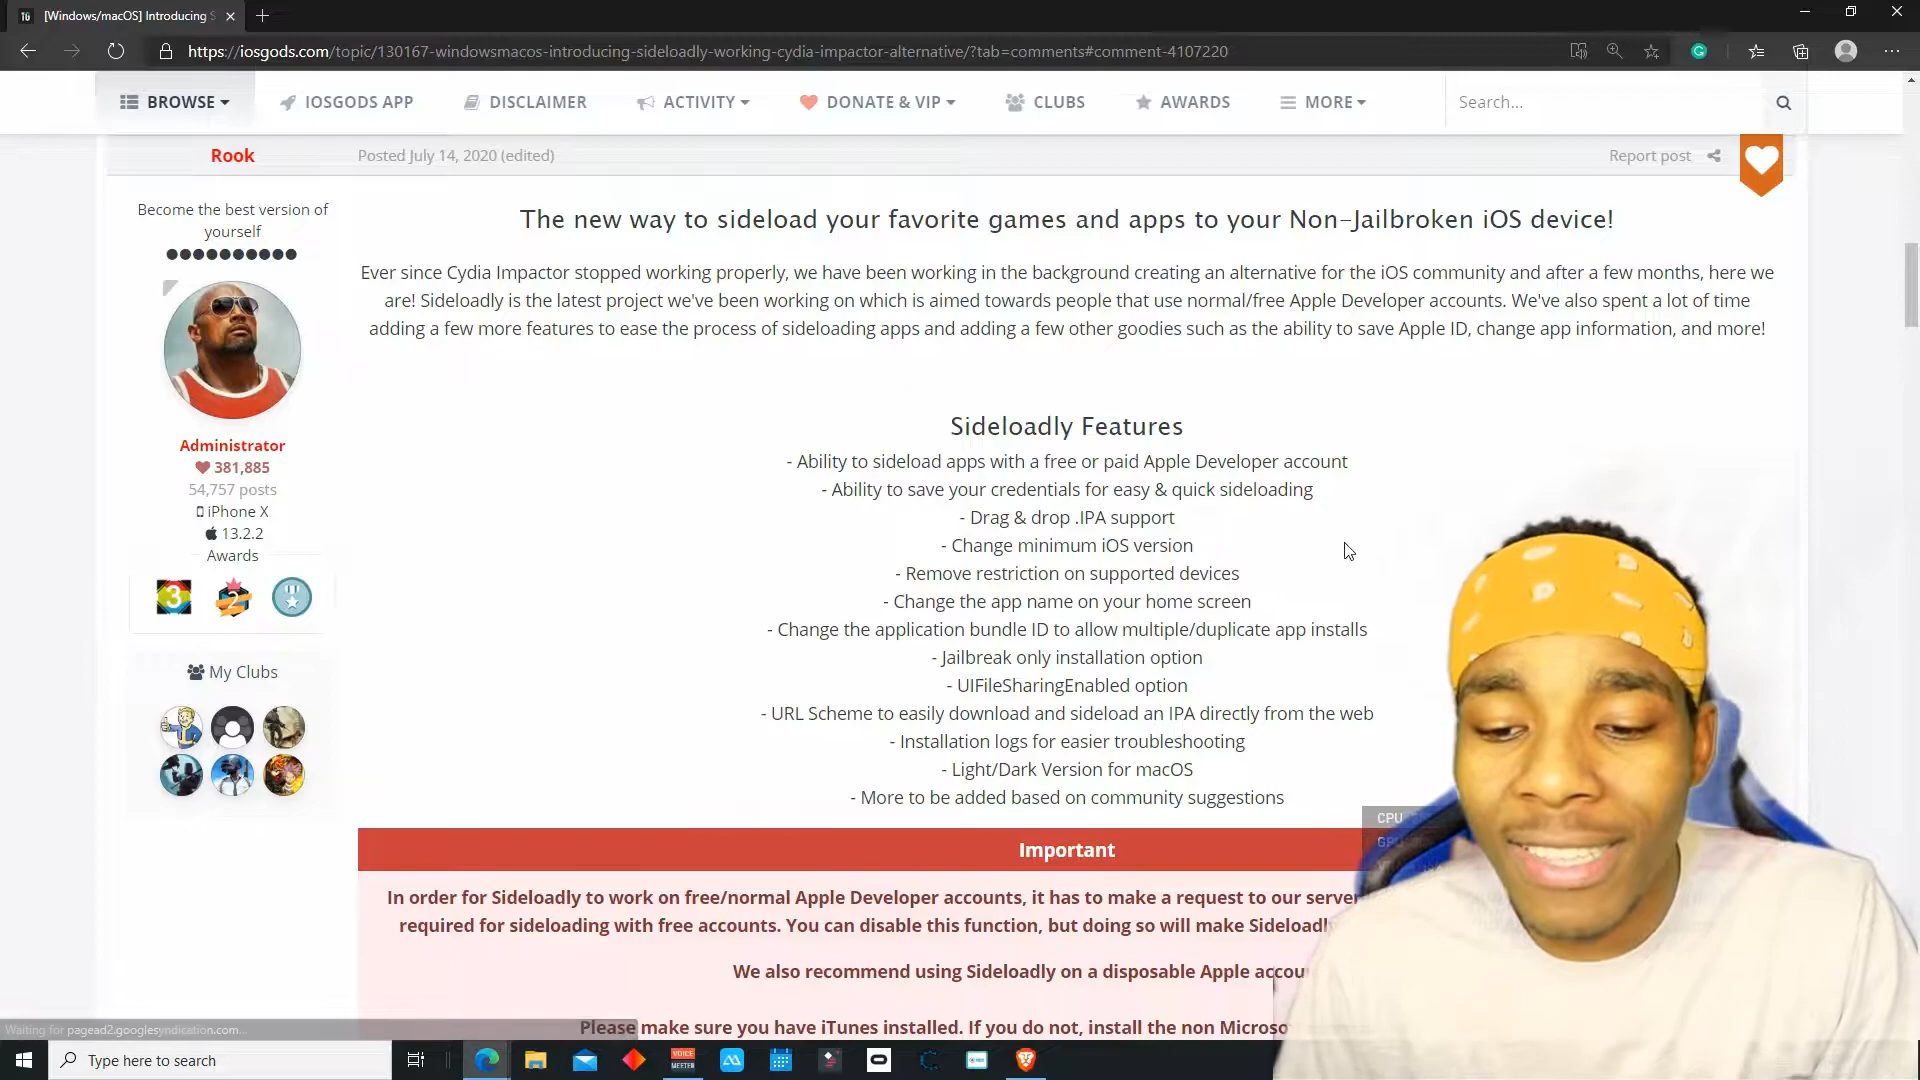 [Windows/macOS] Introducing S
https://iosgods.com/topic/130167-windowsmacos-introducing-sideloadly-working-cydia-impactor-alternative/?tab=comments#comment-4107220
BROWSE
IOSGODS APP
DISCLAIMER
ACTIVITY
DONATE & VIP
CLUBS
AWARDS
MORE
Search...
Rook
Posted July 14, 2020 (edited)
Report post
Become the best version of
yourself
Administrator
381,885
54,757 posts
iPhone X
13.2.2
Awards
3
2
My Clubs
The new way to sideload your favorite games and apps to your Non-Jailbroken iOS device!
Ever since Cydia Impactor stopped working properly, we have been working in the background creating an alternative for the iOS community and after a few months, here we
are! Sideloadly is the latest project we've been working on which is aimed towards people that use normal/free Apple Developer accounts. We've also spent a lot of time
adding a few more features to ease the process of sideloading apps and adding a few other goodies such as the ability to save Apple ID, change app information, and more!
Sideloadly Features
- Ability to sideload apps with a free or paid Apple Developer account
- Ability to save your credentials for easy & quick sideloading
- Drag & drop .IPA support
- Change minimum iOS version
- Remove restriction on supported devices
- Change the app name on your home screen
- Change the application bundle ID to allow multiple/duplicate app installs
- Jailbreak only installation option
- UIFileSharingEnabled option
- URL Scheme to easily download and sideload an IPA directly from the web
- Installation logs for easier troubleshooting
- Light/Dark Version for macOS
- More to be added based on community suggestions
CPU
GPU
Important
In order for Sideloadly to work on free/normal Apple Developer accounts, it has to make a request to our server
required for sideloading with free accounts. You can disable this function, but doing so will make Sideloadly
We also recommend using Sideloadly on a disposable Apple accou
Please make sure you have iTunes installed. If you do not, install the non Microso
Waiting for pagead2.googlesyndication.com...
Type here to search
VOICE
MEETER